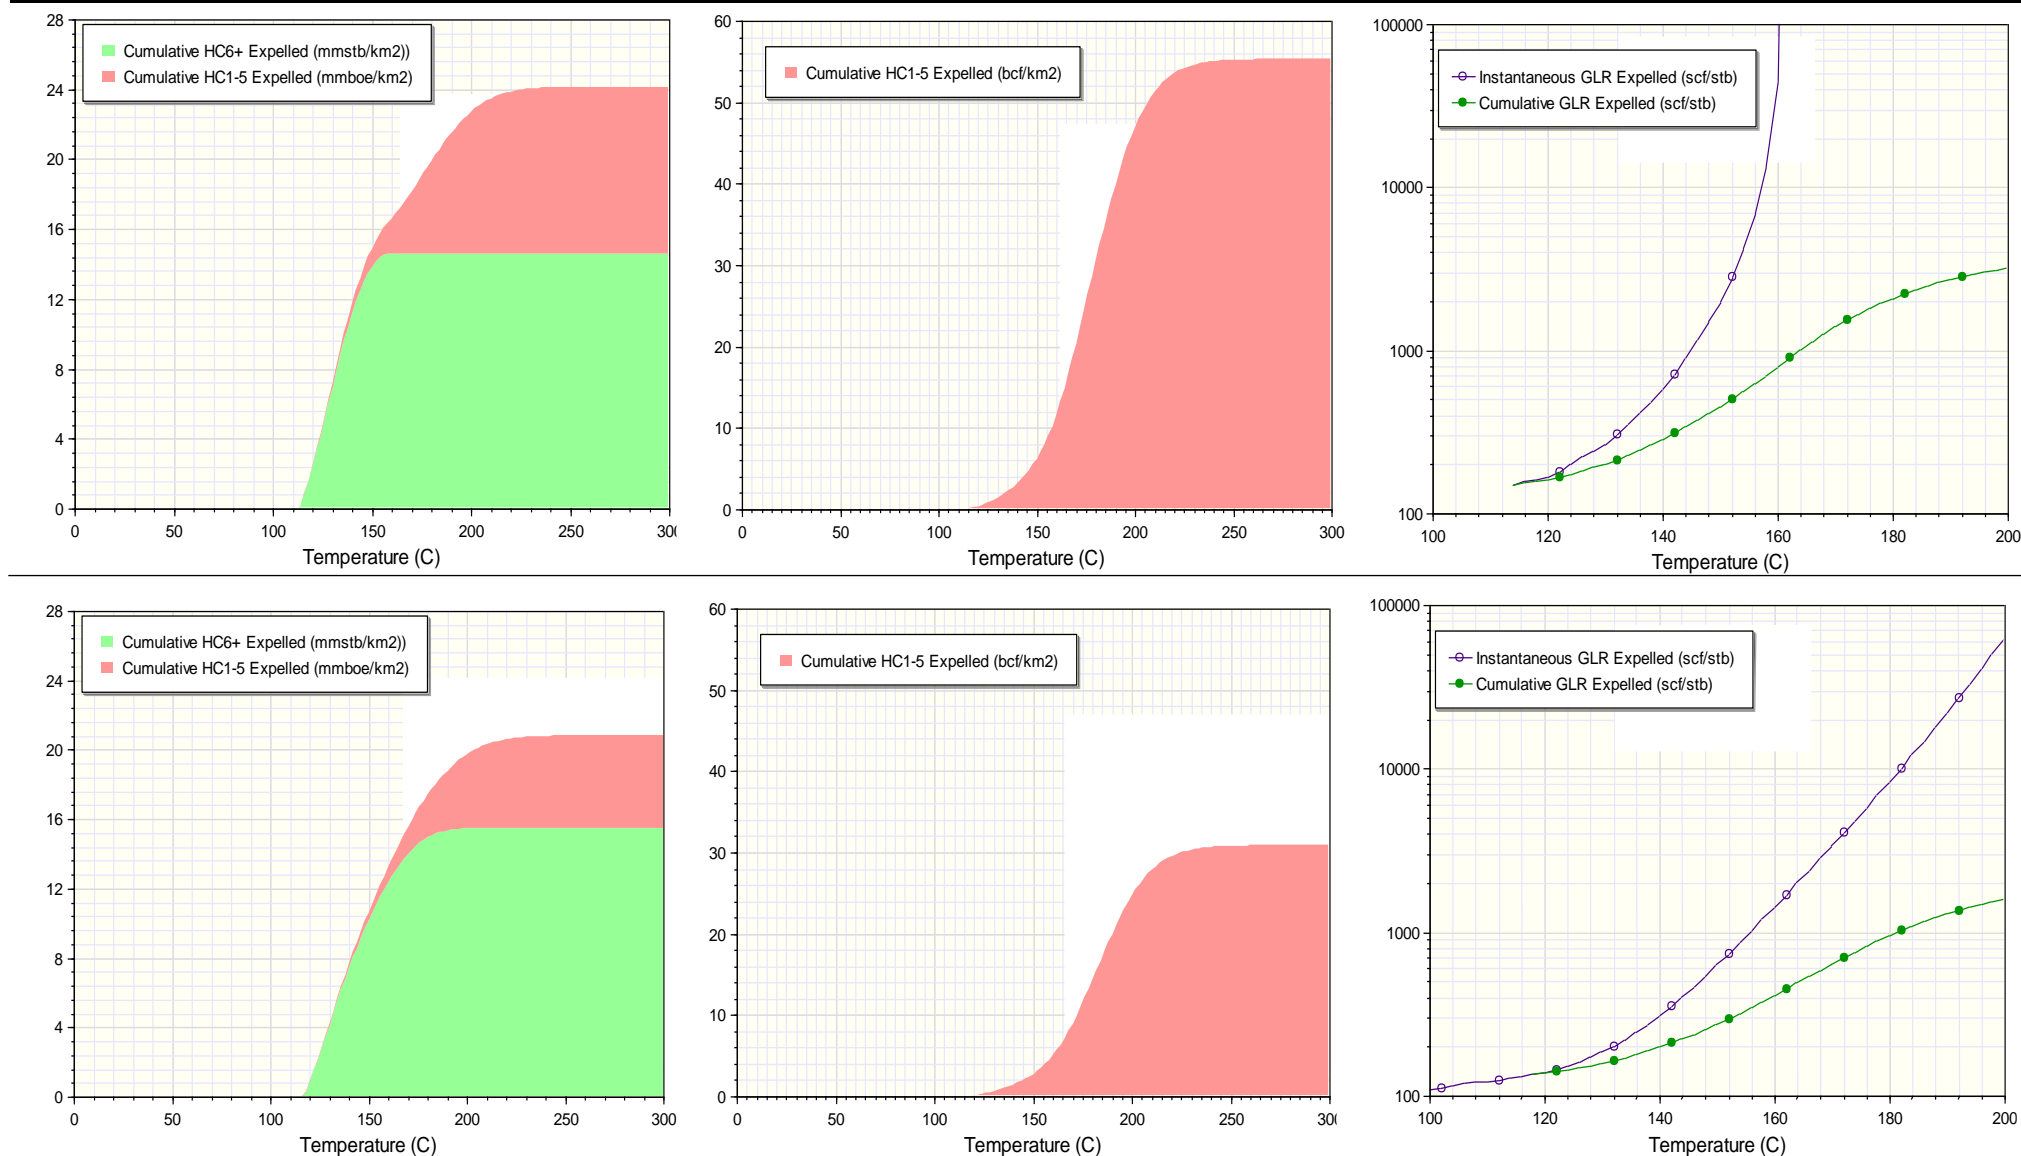 28
24
20
16
12
8
4
0
Cumulative HC6+ Expelled (mmstb/km2))
Cumulative HC1-5 Expelled (mmboe/km2)
0 50 100 150 200 250 300
Temperature (C)
60
50
40
30
20
10
0
Cumulative HC1-5 Expelled (bcf/km2)
0 50 100 150 200 250 300
Temperature (C)
100000
10000
1000
100
Instantaneous GLR Expelled (scf/stb)
Cumulative GLR Expelled (scf/stb)
100 120 140 160 180 200
Temperature (C)
28
24
20
16
12
8
4
0
Cumulative HC6+ Expelled (mmstb/km2))
Cumulative HC1-5 Expelled (mmboe/km2)
0 50 100 150 200 250 300
Temperature (C)
60
50
40
30
20
10
0
Cumulative HC1-5 Expelled (bcf/km2)
0 50 100 150 200 250 300
Temperature (C)
100000
10000
1000
100
Instantaneous GLR Expelled (scf/stb)
Cumulative GLR Expelled (scf/stb)
100 120 140 160 180 200
Temperature (C)